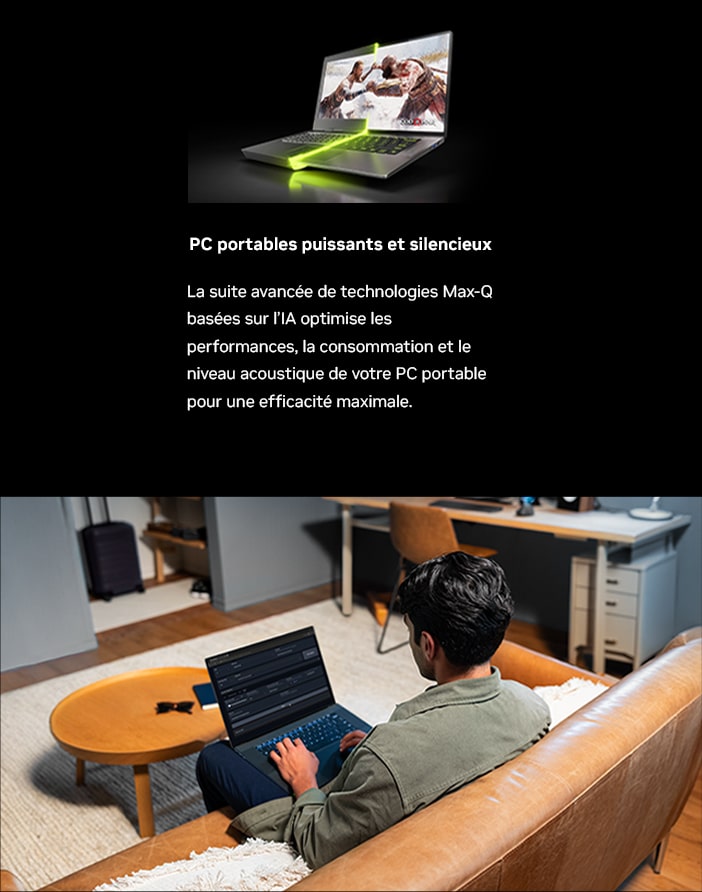 PC portables puissants et silencieux
La suite avancée de technologies Max-Q
basées sur l'IA optimise les
performances, la consommation et le
niveau acoustique de votre PC portable
pour une efficacité maximale.